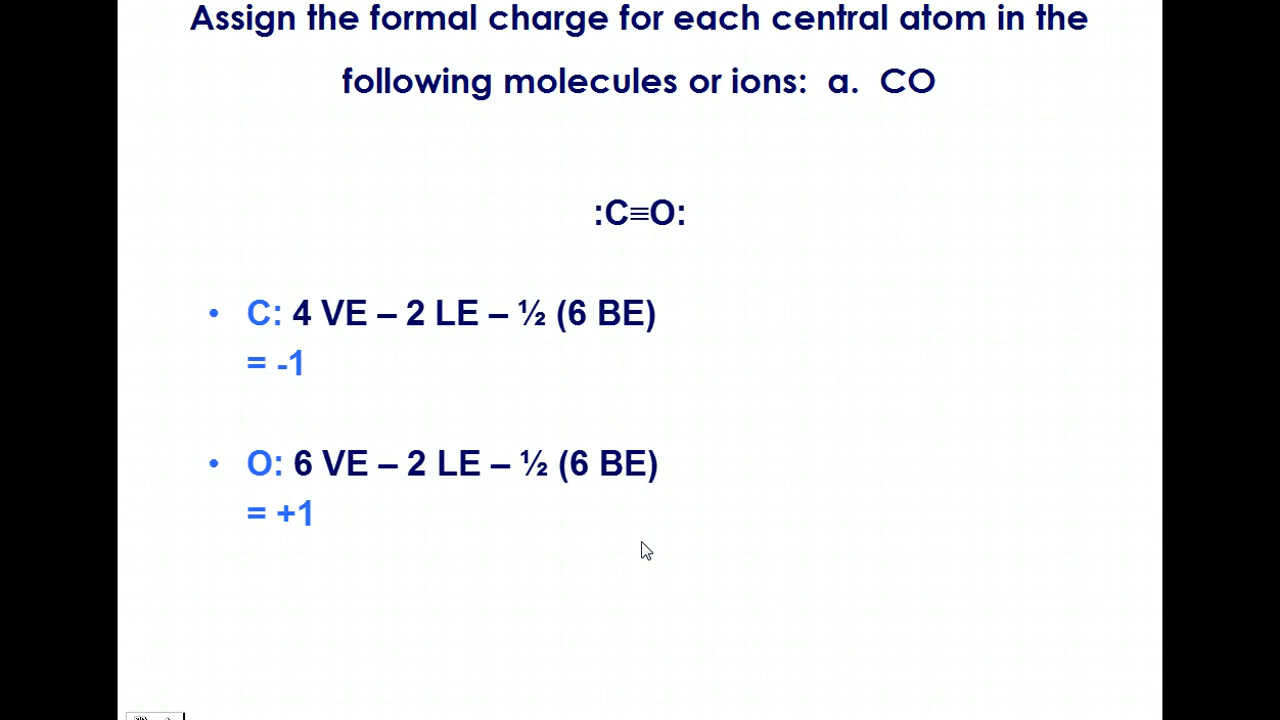 Assign the formal charge for each central atom in the
following molecules or ions: a. CO
:C≡O:
• C: 4 VE – 2 LE – ½ (6 BE)
= -1
• O: 6 VE – 2 LE – ½ (6 BE)
= +1